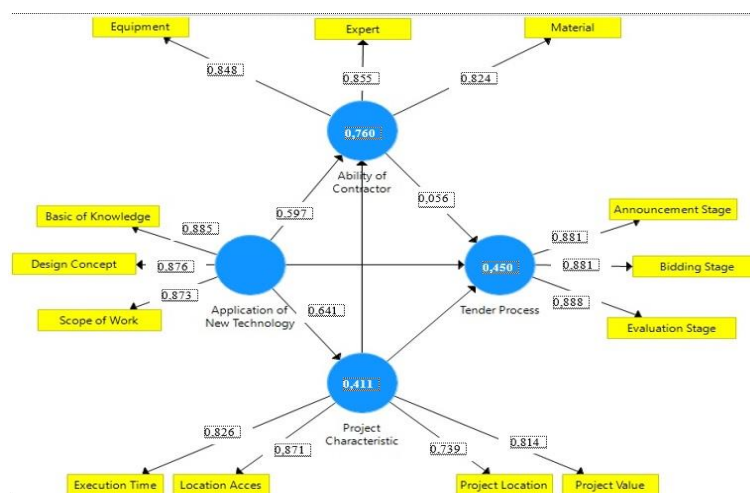 Equipment
Expert
Material
0,848
0,855
0,824
0,760
Ability of
Contractor
0,597
0,056
Basic of Knowledge
0,885
Design Concept
0,876
Scope of Work
0,873
Application of
New Technology
Announcement Stage
0,881
Bidding Stage
0,881
Evaluation Stage
0,888
0,450
Tender Process
0,641
0,411
Project
Characteristic
0,826
0,871
0,739
0,814
Execution Time
Location Acces
Project Location
Project Value